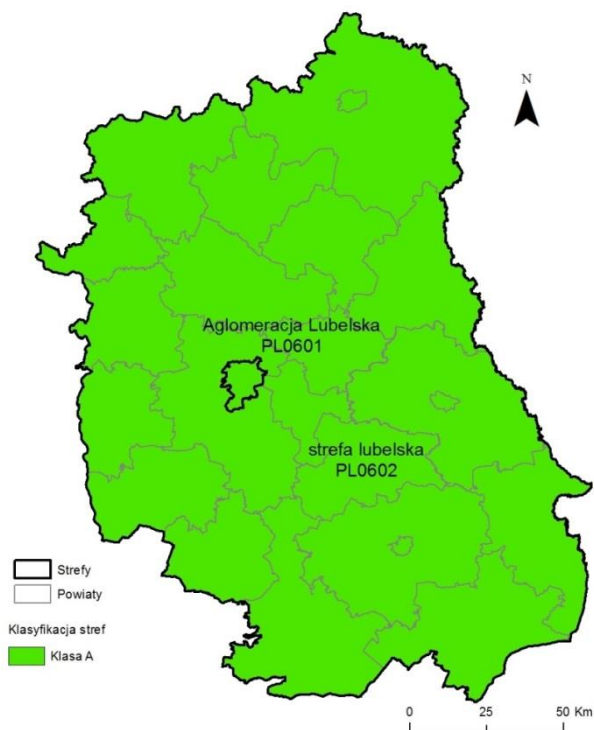 N
Aglomeracja Lubelska
PL0601
strefa lubelska
PL0602
Strefy
Powiaty
Klasyfikacja stref
Klasa A
0 25 50 Km